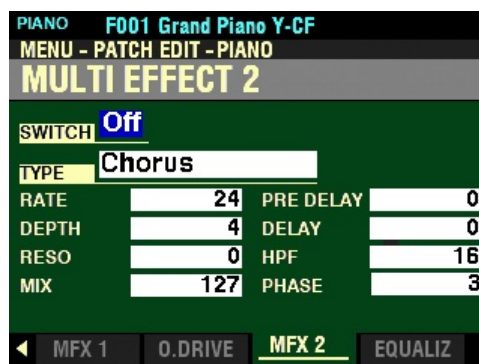 PIANO F001 Grand Piano Y-CF
MENU - PATCH EDIT - PIANO
MULTI EFFECT 2
SWITCH Off
TYPE Chorus
RATE 24 PRE DELAY 0
DEPTH 4 DELAY 0
RESO 0 HPF 16
MIX 127 PHASE 3
MFX 1 O.DRIVE MFX 2 EQUALIZ